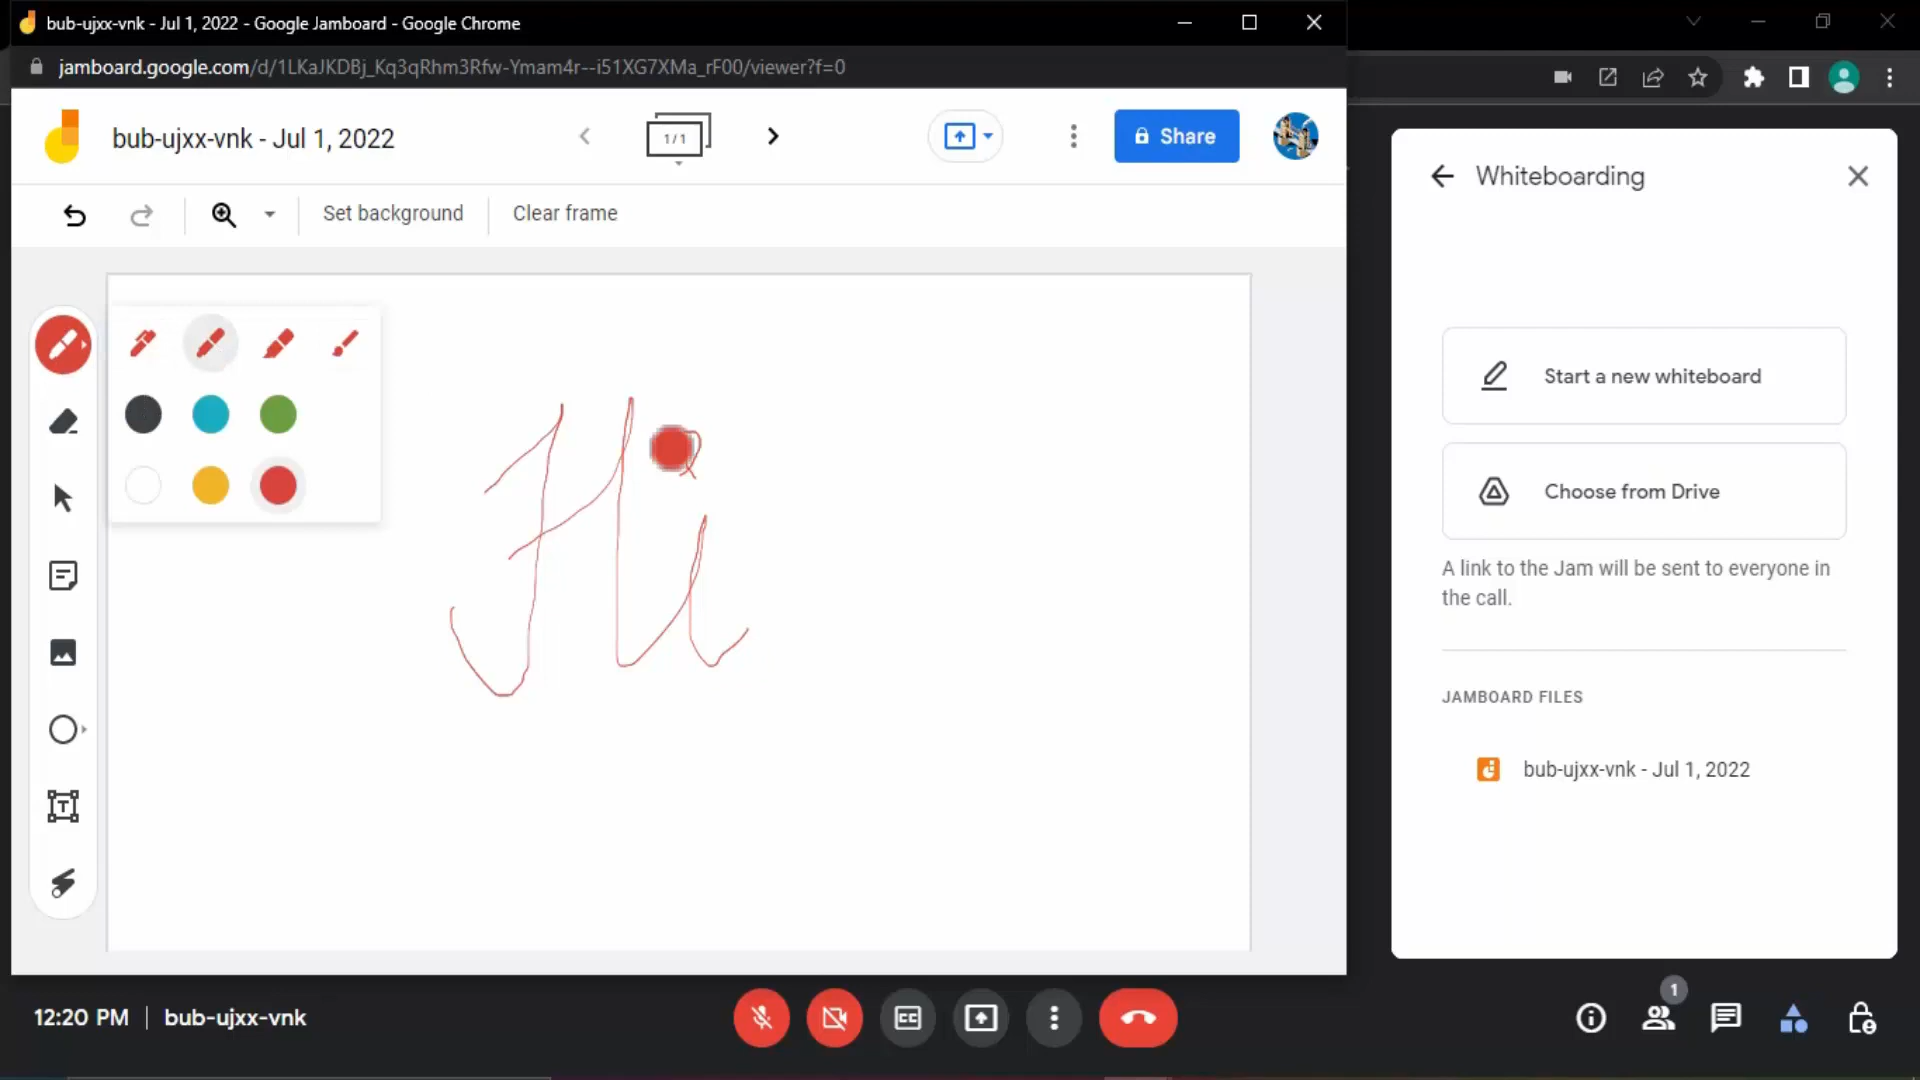 bub-ujxx-vnk - Jul 1, 2022 - Google Jamboard - Google Chrome
jamboard.google.com/d/1LKaJKDBj_Kq3qRhm3Rfw-Ymam4r--i51XG7XMa_rF00/viewer?f=0
bub-ujxx-vnk - Jul 1, 2022
1 / 1
Share
Set background
Clear frame
Hi
Whiteboarding
Start a new whiteboard
Choose from Drive
A link to the Jam will be sent to everyone in
the call.
JAMBOARD FILES
bub-ujxx-vnk - Jul 1, 2022
12:20 PM | bub-ujxx-vnk
CC
1